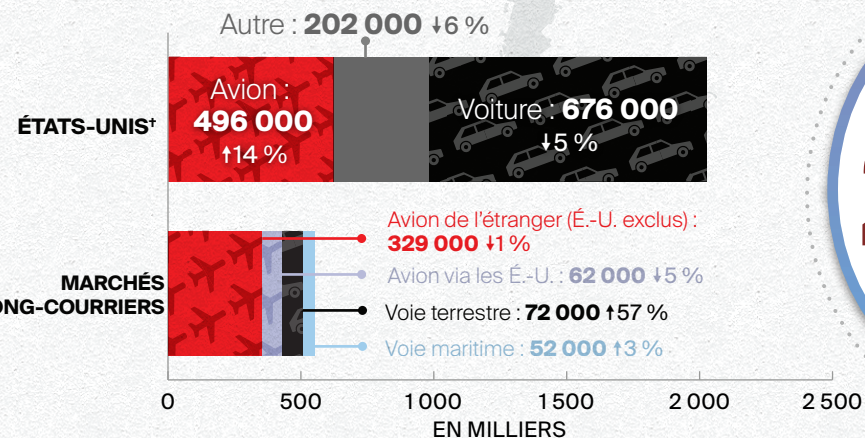 Autre : 202 000 ↓6 %
ÉTATS-UNIS†
Avion :
496 000
↑14 %
Voiture : 676 000
↓5 %
MARCHÉS
ONG-COURRIERS
Avion de l'étranger (É.-U. exclus) :
329 000 ↓1 %
Avion via les É.-U. : 62 000 ↓5 %
Voie terrestre : 72 000 ↑57 %
Voie maritime : 52 000 ↑3 %
0 500 1 000 1 500 2 000 2 500
EN MILLIERS